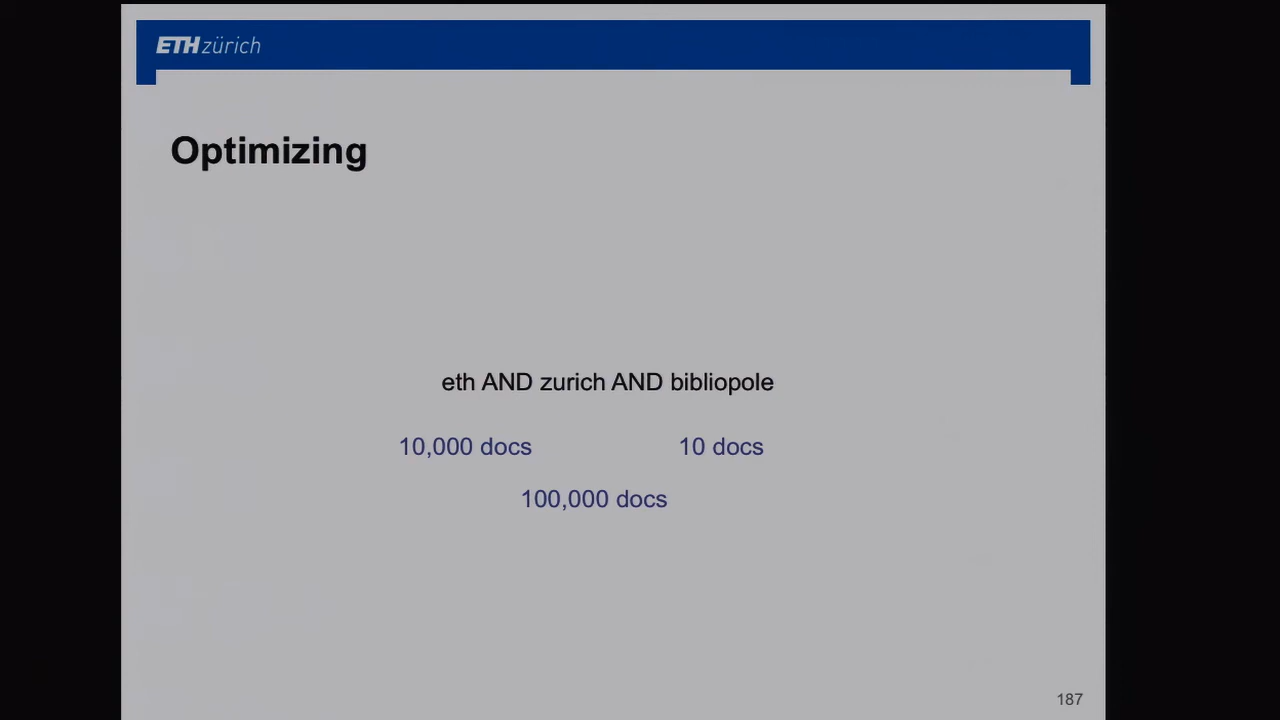 ETH zürich
Optimizing
eth AND zurich AND bibliopole
10,000 docs 10 docs
100,000 docs
187